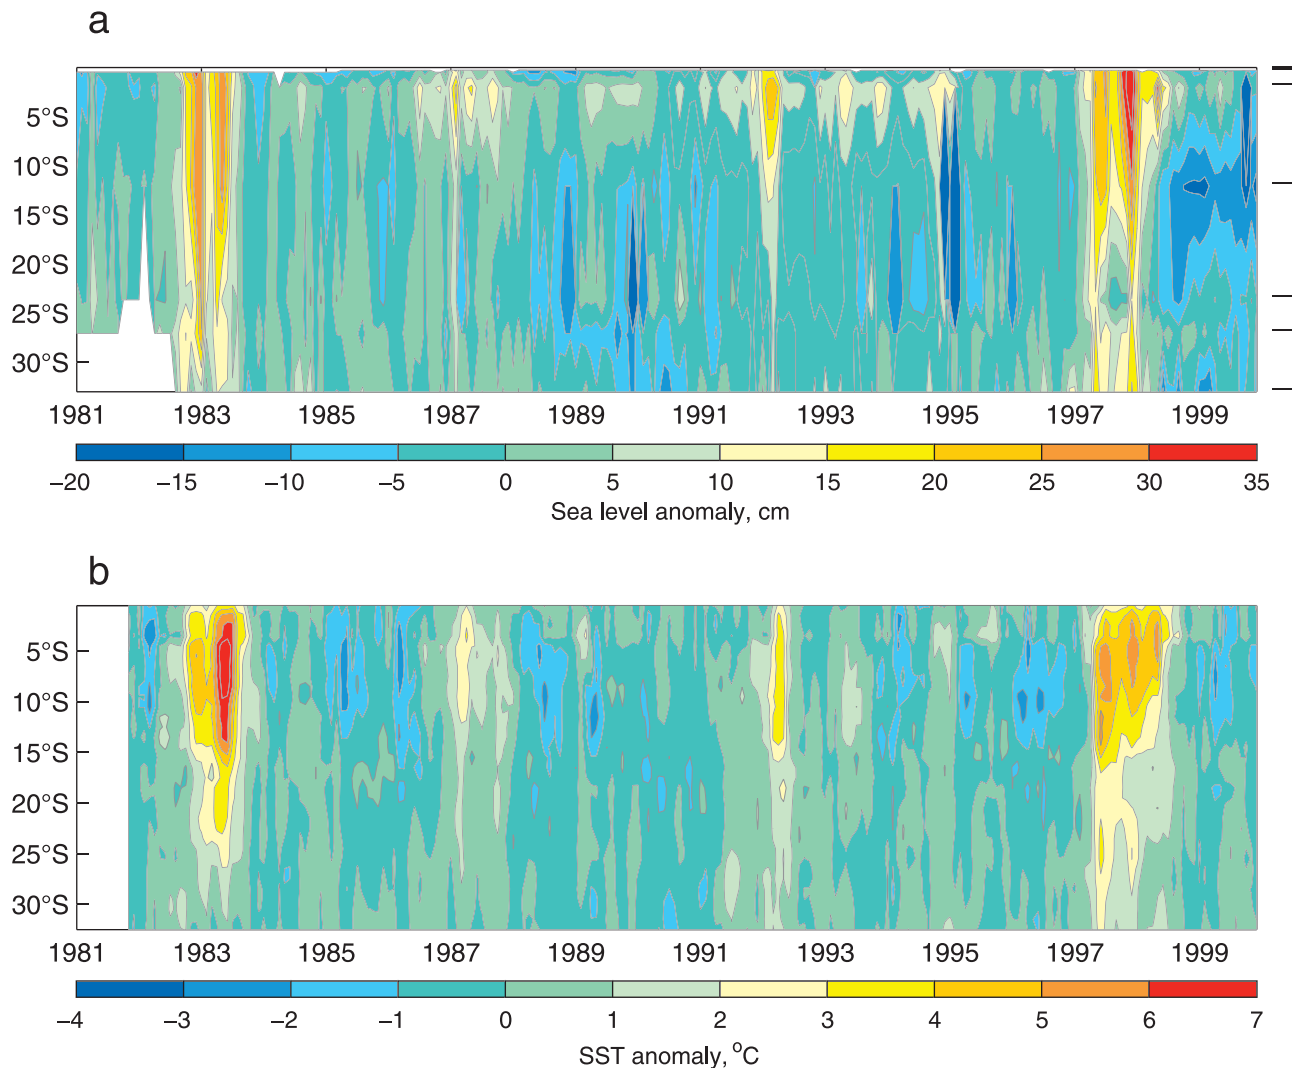 a
5°S
10°S
15°S
20°S
25°S
30°S
1981 1983 1985 1987 1989 1991 1993 1995 1997 1999
−20 −15 −10 −5 0 5 10 15 20 25 30 35
Sea level anomaly, cm
b
5°S
10°S
15°S
20°S
25°S
30°S
1981 1983 1985 1987 1989 1991 1993 1995 1997 1999
−4 −3 −2 −1 0 1 2 3 4 5 6 7
SST anomaly, °C